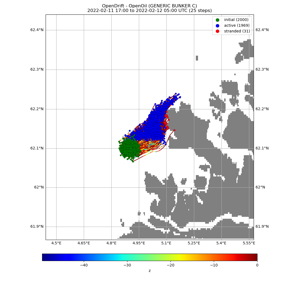 OpenDrift - OpenOil (GENERIC BUNKER C)
2022-02-11 17:00 to 2022-02-12 05:00 UTC (25 steps)
initial (2000)
active (1969)
stranded (31)
62.4°N
62.3°N
62.2°N
62.1°N
62°N
61.9°N
62.4°N
62.3°N
62.2°N
62.1°N
62°N
61.9°N
4.5°E
4.65°E
4.8°E
4.95°E
5.1°E
5.25°E
5.4°E
5.55°E
−40
−30
−20
−10
0
z